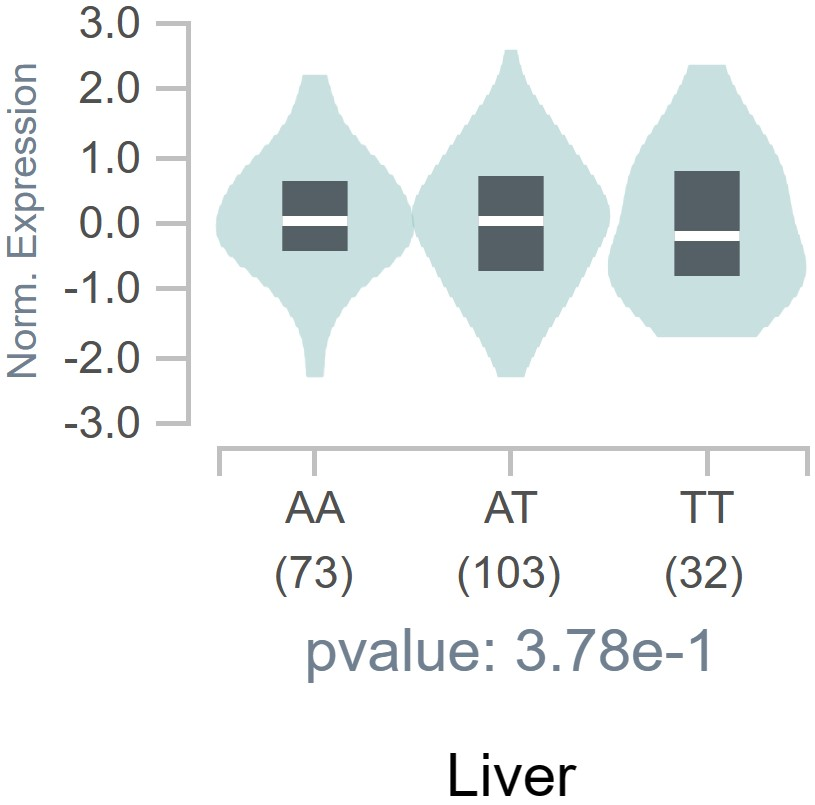 Norm. Expression
3.0
2.0
1.0
0.0
-1.0
-2.0
-3.0
AA AT TT
(73) (103) (32)
pvalue: 3.78e-1
Liver